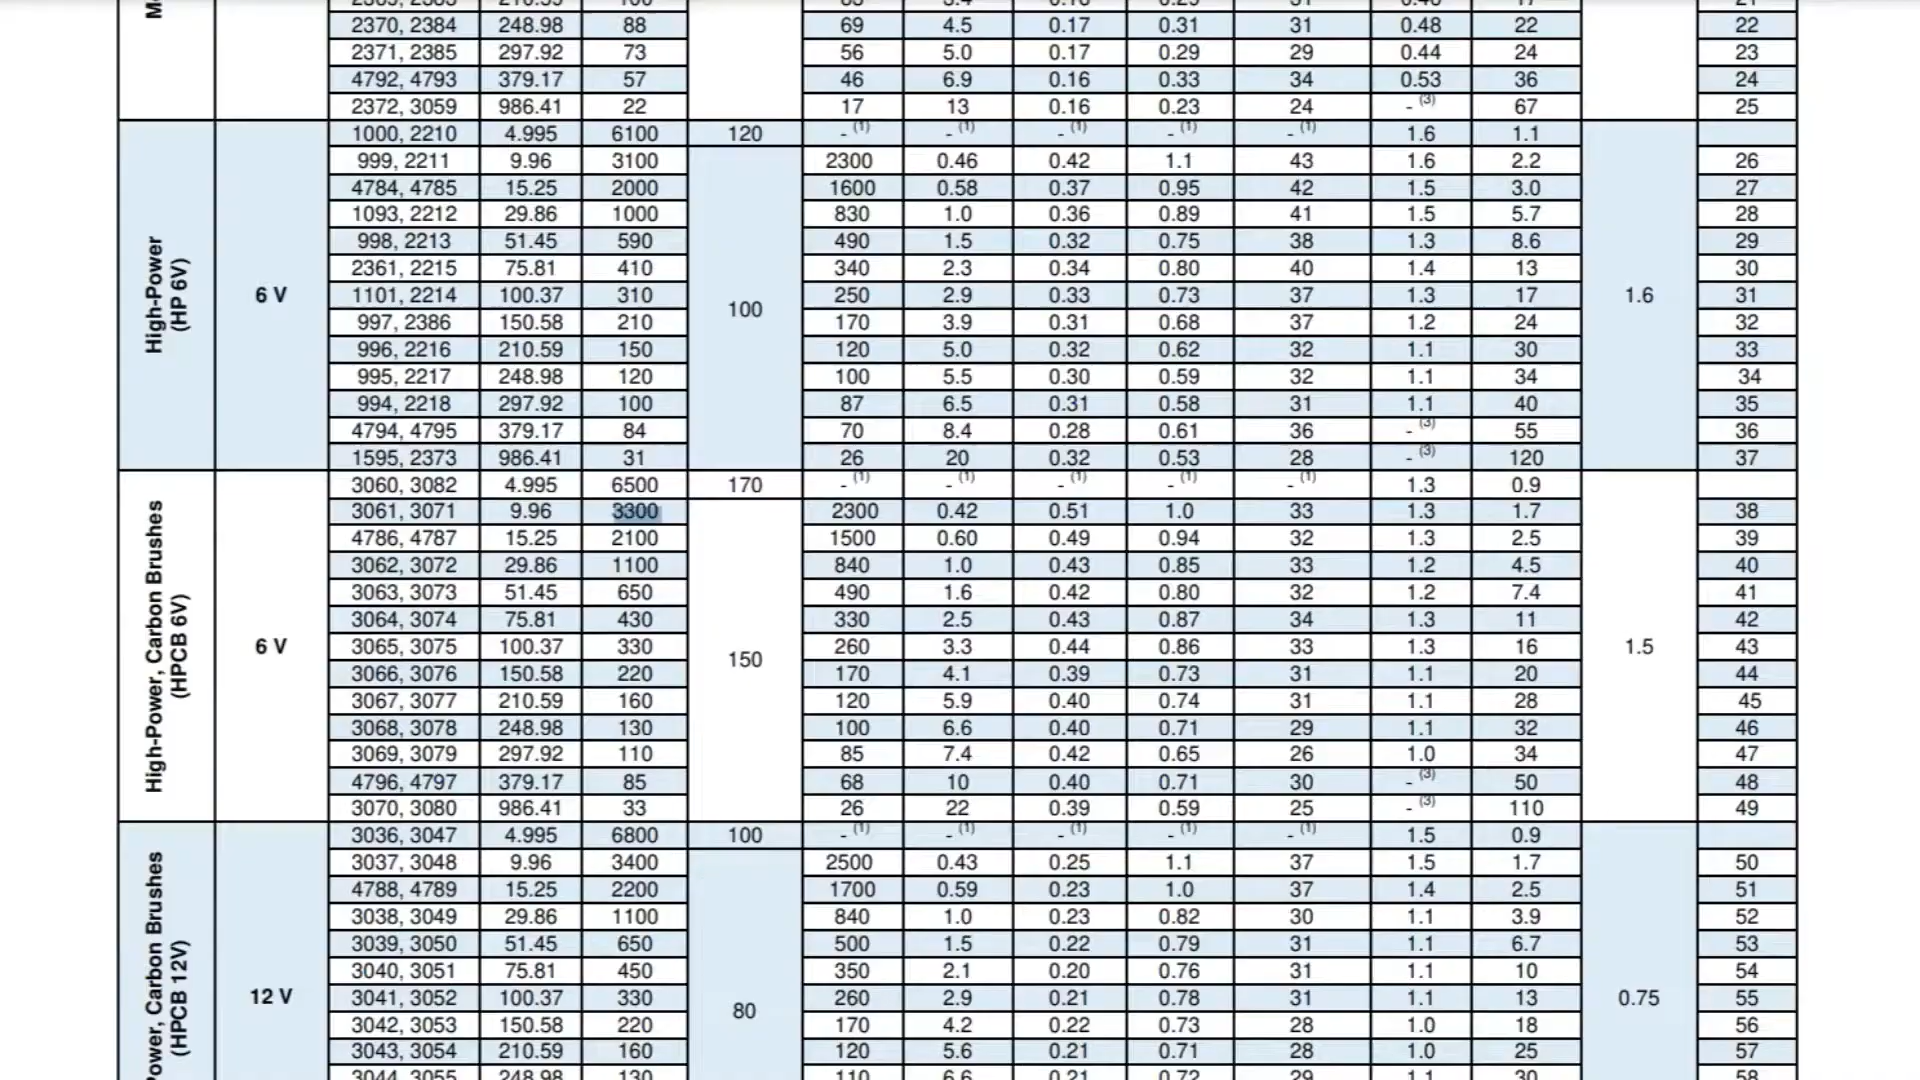 2370, 2384 248.98 88 69 4.5 0.17 0.31 31 0.48 22 22
2371, 2385 297.92 73 56 5.0 0.17 0.29 29 0.44 24 23
4792, 4793 379.17 57 46 6.9 0.16 0.33 34 0.53 36 24
2372, 3059 986.41 22 17 13 0.16 0.23 24 - (3) 67 25
High-Power
(HP 6V)
6 V
1000, 2210 4.995 6100 120 - (1) - (1) - (1) - (1) - (1) 1.6 1.1
999, 2211 9.96 3100 2300 0.46 0.42 1.1 43 1.6 2.2 26
4784, 4785 15.25 2000 1600 0.58 0.37 0.95 42 1.5 3.0 27
1093, 2212 29.86 1000 830 1.0 0.36 0.89 41 1.5 5.7 28
998, 2213 51.45 590 490 1.5 0.32 0.75 38 1.3 8.6 29
2361, 2215 75.81 410 340 2.3 0.34 0.80 40 1.4 13 30
1101, 2214 100.37 310 100 250 2.9 0.33 0.73 37 1.3 17 1.6 31
997, 2386 150.58 210 170 3.9 0.31 0.68 37 1.2 24 32
996, 2216 210.59 150 120 5.0 0.32 0.62 32 1.1 30 33
995, 2217 248.98 120 100 5.5 0.30 0.59 32 1.1 34 34
994, 2218 297.92 100 87 6.5 0.31 0.58 31 1.1 40 35
4794, 4795 379.17 84 70 8.4 0.28 0.61 36 - (3) 55 36
1595, 2373 986.41 31 26 20 0.32 0.53 28 - (3) 120 37
High-Power, Carbon Brushes
(HPCB 6V)
6 V
3060, 3082 4.995 6500 170 - (1) - (1) - (1) - (1) - (1) 1.3 0.9
3061, 3071 9.96 3300 2300 0.42 0.51 1.0 33 1.3 1.7 38
4786, 4787 15.25 2100 1500 0.60 0.49 0.94 32 1.3 2.5 39
3062, 3072 29.86 1100 840 1.0 0.43 0.85 33 1.2 4.5 40
3063, 3073 51.45 650 490 1.6 0.42 0.80 32 1.2 7.4 41
3064, 3074 75.81 430 330 2.5 0.43 0.87 34 1.3 11 42
3065, 3075 100.37 330 150 260 3.3 0.44 0.86 33 1.3 16 1.5 43
3066, 3076 150.58 220 170 4.1 0.39 0.73 31 1.1 20 44
3067, 3077 210.59 160 120 5.9 0.40 0.74 31 1.1 28 45
3068, 3078 248.98 130 100 6.6 0.40 0.71 29 1.1 32 46
3069, 3079 297.92 110 85 7.4 0.42 0.65 26 1.0 34 47
4796, 4797 379.17 85 68 10 0.40 0.71 30 - (3) 50 48
3070, 3080 986.41 33 26 22 0.39 0.59 25 - (3) 110 49
Power, Carbon Brushes
(HPCB 12V)
12 V
3036, 3047 4.995 6800 100 - (1) - (1) - (1) - (1) - (1) 1.5 0.9
3037, 3048 9.96 3400 2500 0.43 0.25 1.1 37 1.5 1.7 50
4788, 4789 15.25 2200 1700 0.59 0.23 1.0 37 1.4 2.5 51
3038, 3049 29.86 1100 840 1.0 0.23 0.82 30 1.1 3.9 52
3039, 3050 51.45 650 500 1.5 0.22 0.79 31 1.1 6.7 53
3040, 3051 75.81 450 350 2.1 0.20 0.76 31 1.1 10 54
3041, 3052 100.37 330 80 260 2.9 0.21 0.78 31 1.1 13 0.75 55
3042, 3053 150.58 220 170 4.2 0.22 0.73 28 1.0 18 56
3043, 3054 210.59 160 120 5.6 0.21 0.71 28 1.0 25 57
3044, 3055 248.98 130 110 6.6 0.21 0.72 29 1.1 30 58